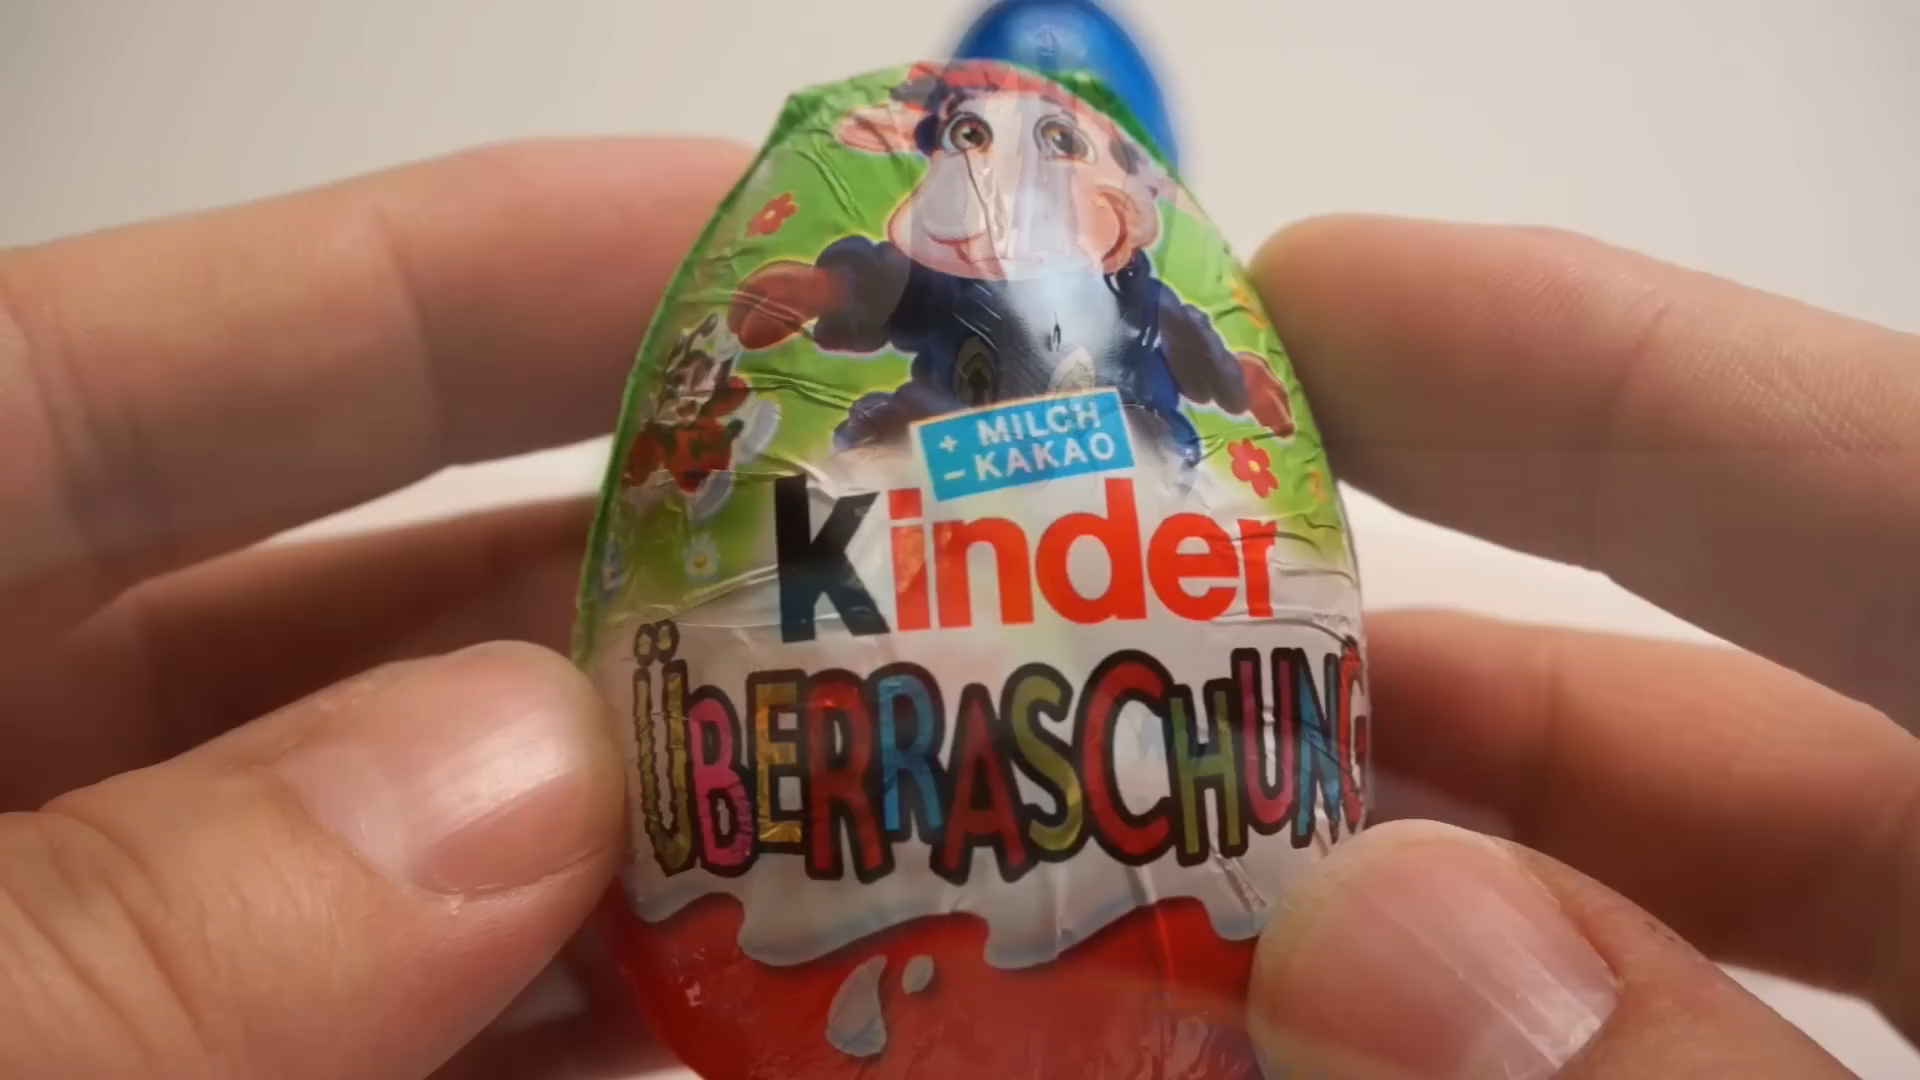 + MILCH
– KAKAO
kinder
ÜBERRASCHUNG